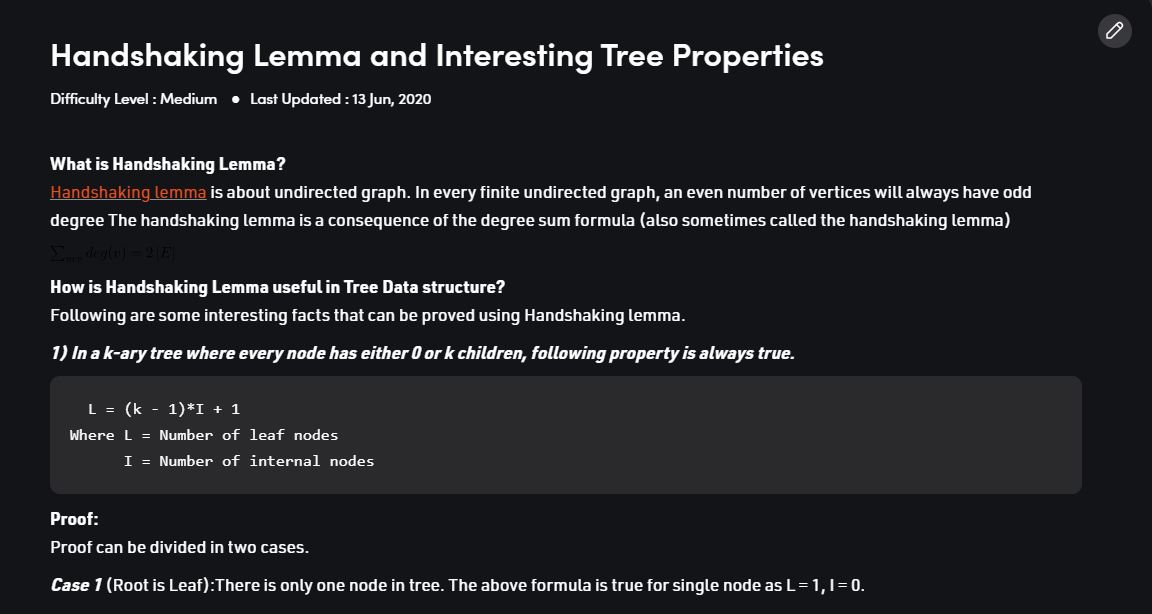 Handshaking Lemma and Interesting Tree Properties
Difficulty Level : Medium ● Last Updated : 13 Jun, 2020
What is Handshaking Lemma?
Handshaking lemma is about undirected graph. In every finite undirected graph, an even number of vertices will always have odd
degree The handshaking lemma is a consequence of the degree sum formula (also sometimes called the handshaking lemma)
∑ deg(v) = 2|E|
How is Handshaking Lemma useful in Tree Data structure?
Following are some interesting facts that can be proved using Handshaking lemma.
1) In a k-ary tree where every node has either 0 or k children, following property is always true.
L = (k - 1)*I + 1
Where L = Number of leaf nodes
I = Number of internal nodes
Proof:
Proof can be divided in two cases.
Case 1 (Root is Leaf):There is only one node in tree. The above formula is true for single node as L = 1, I = 0.